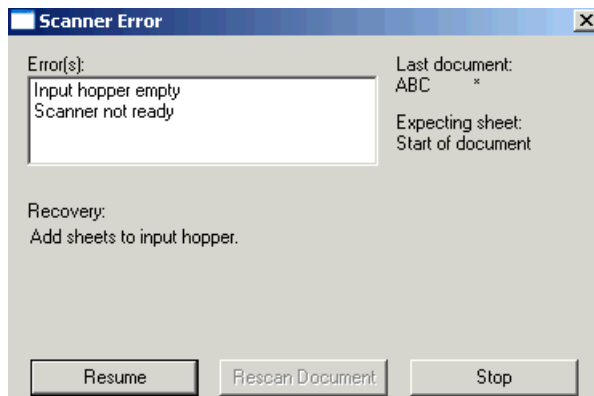 Scanner Error
Error(s):
Input hopper empty
Scanner not ready
Last document:
ABC *
Expecting sheet:
Start of document
Recovery:
Add sheets to input hopper.
Resume
Rescan Document
Stop